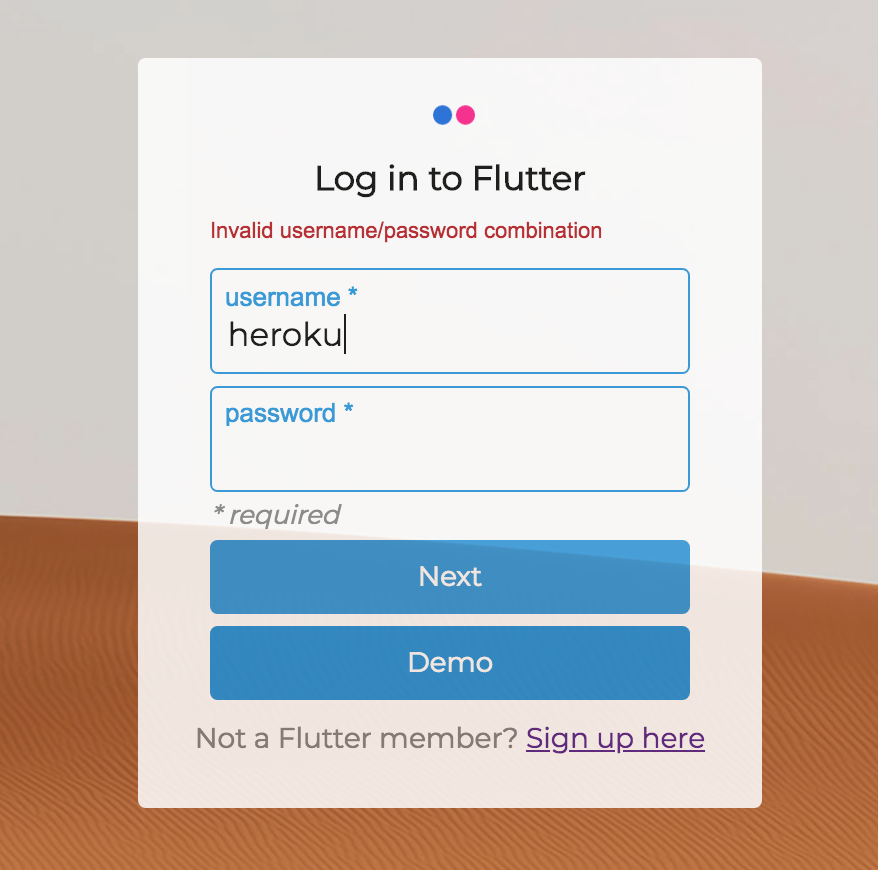 Log in to Flutter
Invalid username/password combination
username *
heroku
password *
* required
Next
Demo
Not a Flutter member? Sign up here